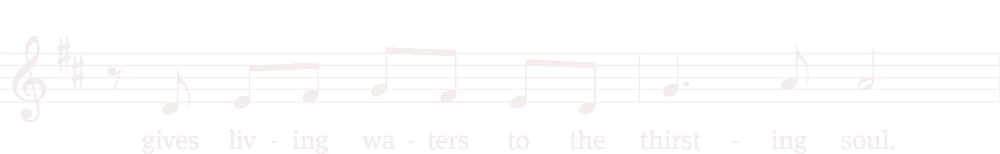 gives liv - ing wa - ters to the thirst - ing soul.